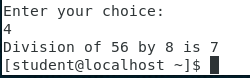 Enter your choice:
4
Division of 56 by 8 is 7
[student@localhost ~]$